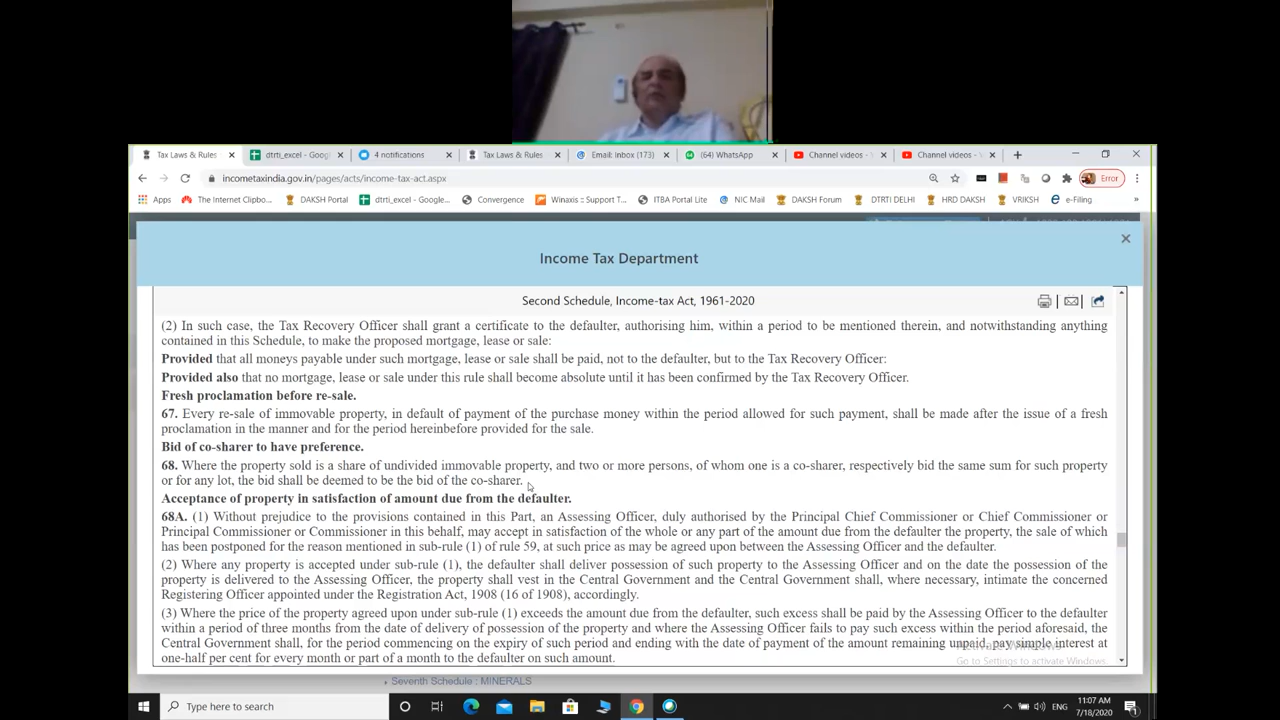 Tax Laws & Rules
dtrti_excel - Goog
4 notifications
Tax Laws & Rules
Email: Inbox (173)
(64) WhatsApp
Channel videos - Y
Channel videos - Y
incometaxindia.gov.in/pages/acts/income-tax-act.aspx
Error
Apps
The Internet Clipbo...
DAKSH Portal
dtrti_excel - Google...
Convergence
Winaxis :: Support T...
ITBA Portal Lite
NIC Mail
DAKSH Forum
DTRTI DELHI
HRD DAKSH
VRIKSH
e-Filing
Income Tax Department
Second Schedule, Income-tax Act, 1961-2020
(2) In such case, the Tax Recovery Officer shall grant a certificate to the defaulter, authorising him, within a period to be mentioned therein, and notwithstanding anything
contained in this Schedule, to make the proposed mortgage, lease or sale:
Provided that all moneys payable under such mortgage, lease or sale shall be paid, not to the defaulter, but to the Tax Recovery Officer:
Provided also that no mortgage, lease or sale under this rule shall become absolute until it has been confirmed by the Tax Recovery Officer.
Fresh proclamation before re-sale.
67. Every re-sale of immovable property, in default of payment of the purchase money within the period allowed for such payment, shall be made after the issue of a fresh
proclamation in the manner and for the period hereinbefore provided for the sale.
Bid of co-sharer to have preference.
68. Where the property sold is a share of undivided immovable property, and two or more persons, of whom one is a co-sharer, respectively bid the same sum for such property
or for any lot, the bid shall be deemed to be the bid of the co-sharer.
Acceptance of property in satisfaction of amount due from the defaulter.
68A. (1) Without prejudice to the provisions contained in this Part, an Assessing Officer, duly authorised by the Principal Chief Commissioner or Chief Commissioner or
Principal Commissioner or Commissioner in this behalf, may accept in satisfaction of the whole or any part of the amount due from the defaulter the property, the sale of which
has been postponed for the reason mentioned in sub-rule (1) of rule 59, at such price as may be agreed upon between the Assessing Officer and the defaulter.
(2) Where any property is accepted under sub-rule (1), the defaulter shall deliver possession of such property to the Assessing Officer and on the date the possession of the
property is delivered to the Assessing Officer, the property shall vest in the Central Government and the Central Government shall, where necessary, intimate the concerned
Registering Officer appointed under the Registration Act, 1908 (16 of 1908), accordingly.
(3) Where the price of the property agreed upon under sub-rule (1) exceeds the amount due from the defaulter, such excess shall be paid by the Assessing Officer to the defaulter
within a period of three months from the date of delivery of possession of the property and where the Assessing Officer fails to pay such excess within the period aforesaid, the
Central Government shall, for the period commencing on the expiry of such period and ending with the date of payment of the amount remaining unpaid, pay simple interest at
one-half per cent for every month or part of a month to the defaulter on such amount.
Go to Settings to activate Windows.
Seventh Schedule : MINERALS
Type here to search
ENG
11:07 AM
7/18/2020